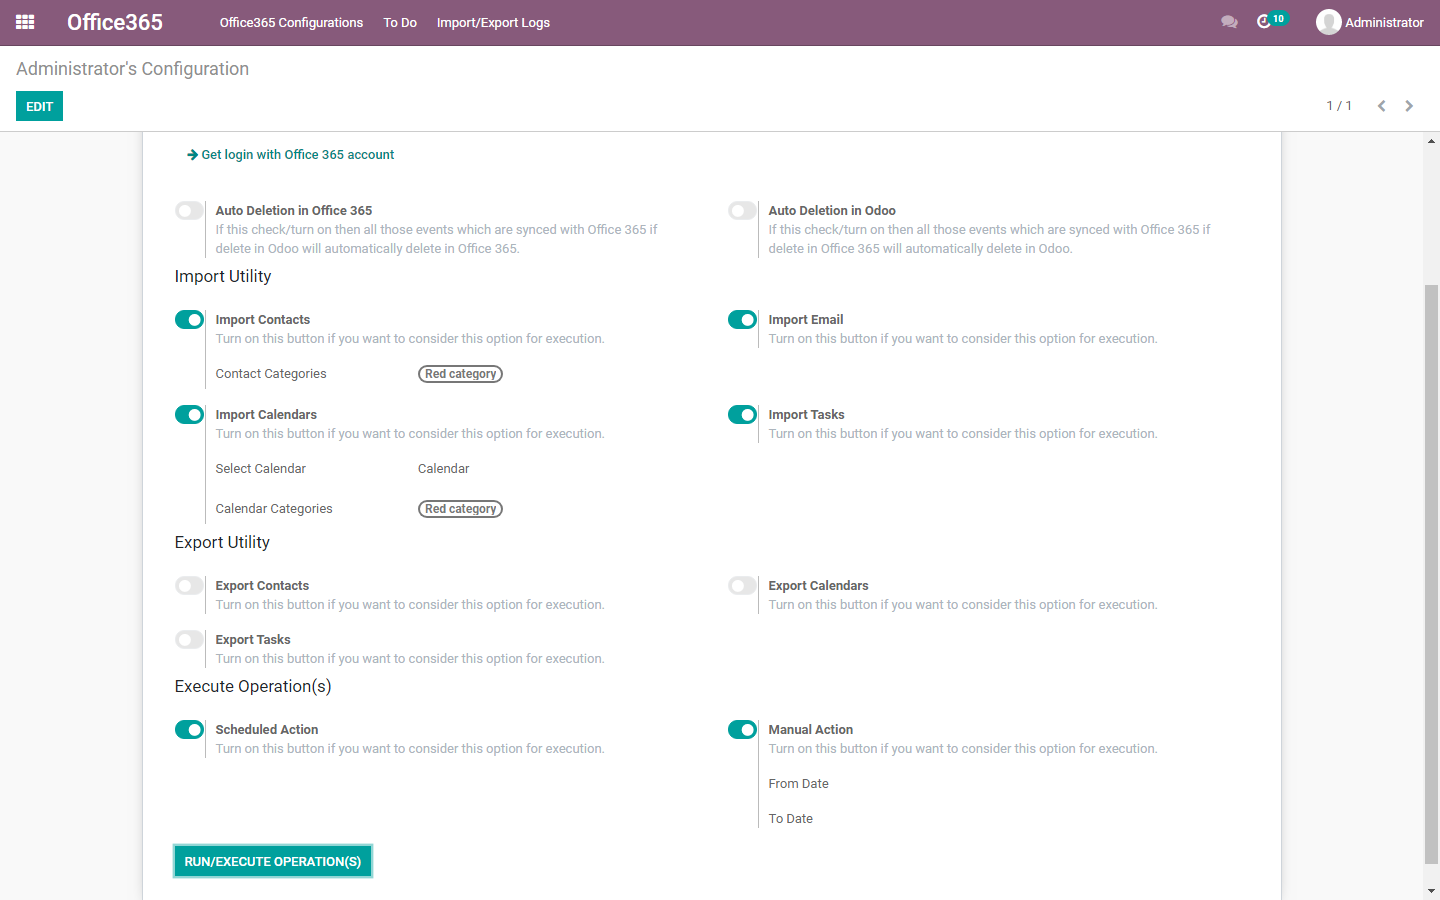 Office365
Office365 Configurations
To Do
Import/Export Logs
10
Administrator
Administrator's Configuration
EDIT
1 / 1
Get login with Office 365 account
Auto Deletion in Office 365
If this check/turn on then all those events which are synced with Office 365 if
delete in Odoo will automatically delete in Office 365.
Auto Deletion in Odoo
If this check/turn on then all those events which are synced with Office 365 if
delete in Office 365 will automatically delete in Odoo.
Import Utility
Import Contacts
Turn on this button if you want to consider this option for execution.
Contact Categories
Red category
Import Email
Turn on this button if you want to consider this option for execution.
Import Calendars
Turn on this button if you want to consider this option for execution.
Select Calendar
Calendar
Calendar Categories
Red category
Import Tasks
Turn on this button if you want to consider this option for execution.
Export Utility
Export Contacts
Turn on this button if you want to consider this option for execution.
Export Calendars
Turn on this button if you want to consider this option for execution.
Export Tasks
Turn on this button if you want to consider this option for execution.
Execute Operation(s)
Scheduled Action
Turn on this button if you want to consider this option for execution.
Manual Action
Turn on this button if you want to consider this option for execution.
From Date
To Date
RUN/EXECUTE OPERATION(S)